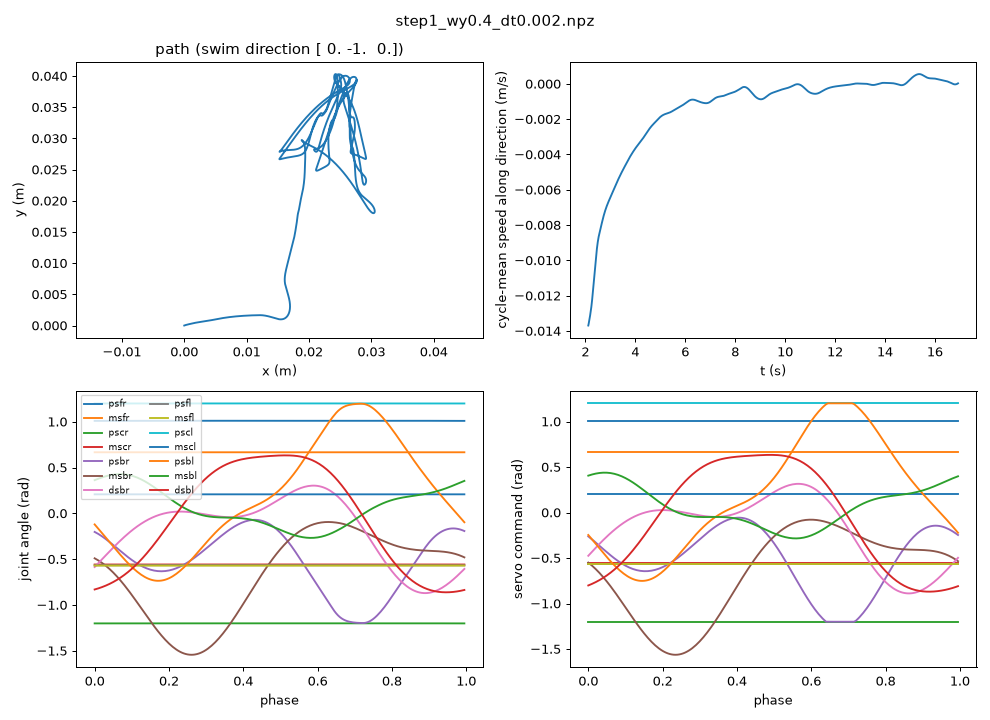 step1_wy0.4_dt0.002.npz
path (swim direction [ 0. -1.  0.])
0.040
0.035
0.030
0.025
0.020
0.015
0.010
0.005
0.000
y (m)
−0.01
0.00
0.01
0.02
0.03
0.04
x (m)
0.000
−0.002
−0.004
−0.006
−0.008
−0.010
−0.012
−0.014
cycle-mean speed along direction (m/s)
2
4
6
8
10
12
14
16
t (s)
psfr
msfr
pscr
mscr
psbr
msbr
dsbr
psfl
msfl
pscl
mscl
psbl
msbl
dsbl
1.0
0.5
0.0
−0.5
−1.0
−1.5
joint angle (rad)
0.0
0.2
0.4
0.6
0.8
1.0
phase
1.0
0.5
0.0
−0.5
−1.0
−1.5
servo command (rad)
0.0
0.2
0.4
0.6
0.8
1.0
phase